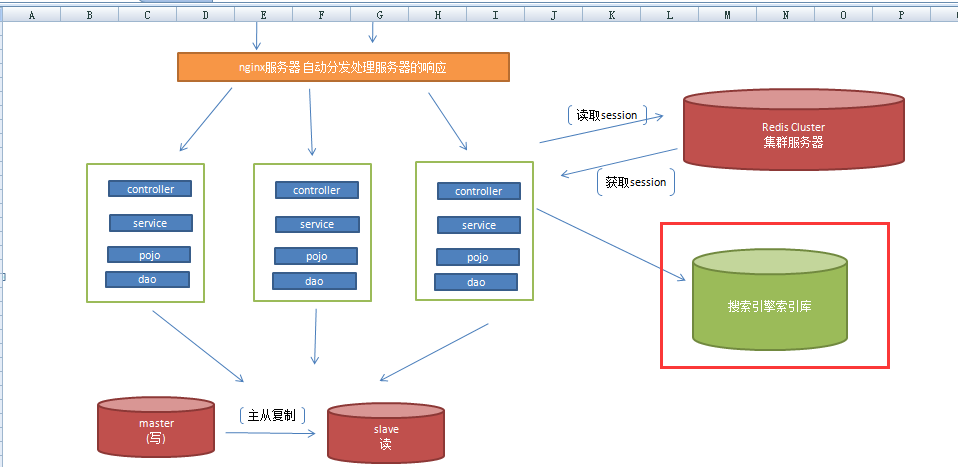 A B C D E F G H I J K L M N O P
nginx服务器自动分发处理服务器的响应
读取session
Redis Cluster
集群服务器
获取session
controller
service
pojo
dao
controller
service
pojo
dao
controller
service
pojo
dao
搜索引擎索引库
master
(写)
主从复制
slave
读